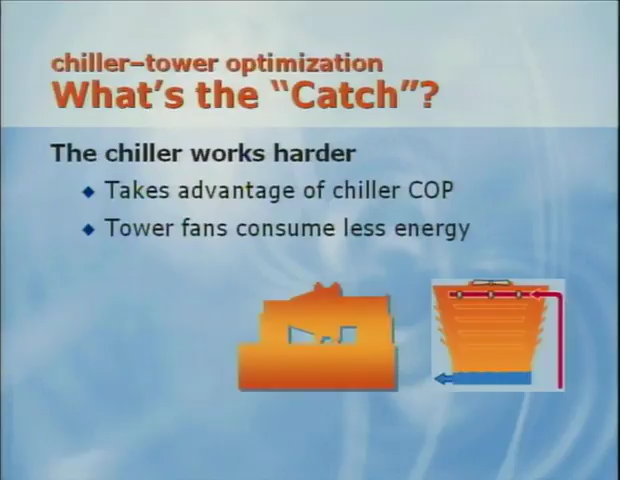 chiller–tower optimization
What's the “Catch”?
The chiller works harder
Takes advantage of chiller COP
Tower fans consume less energy